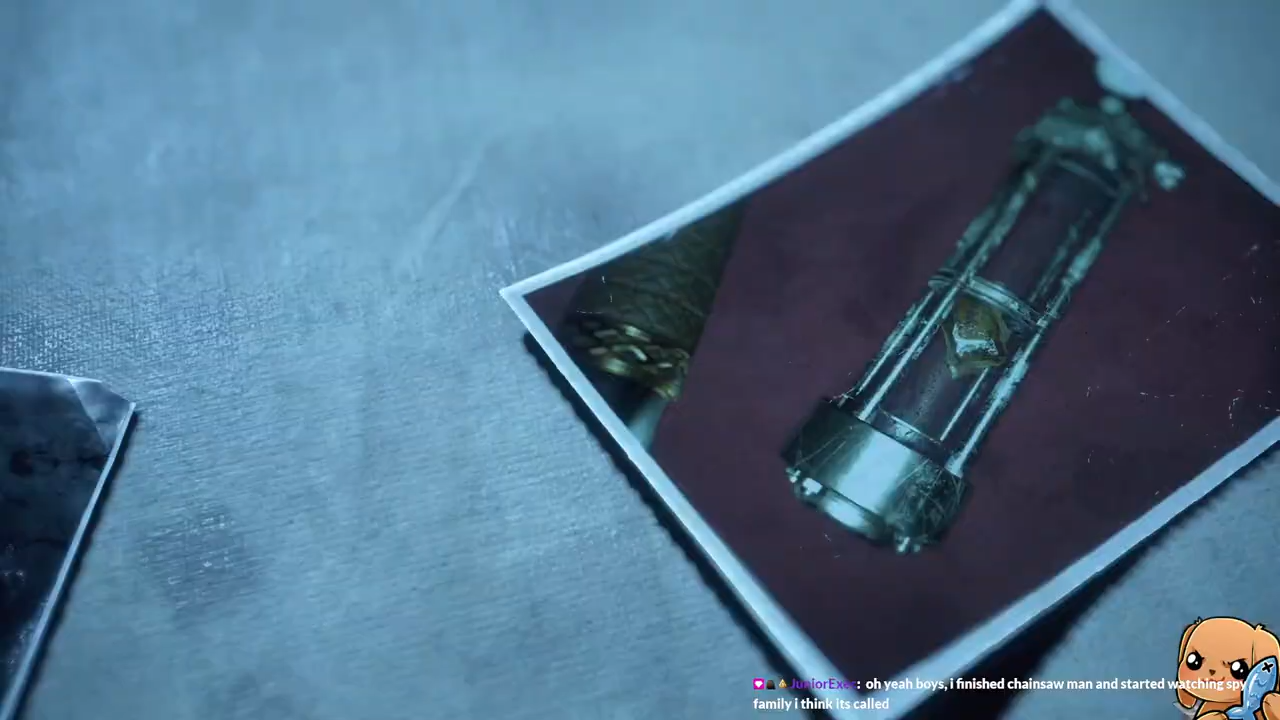 JuniorExe: oh yeah boys, i finished chainsaw man and started watching spy
family i think its called